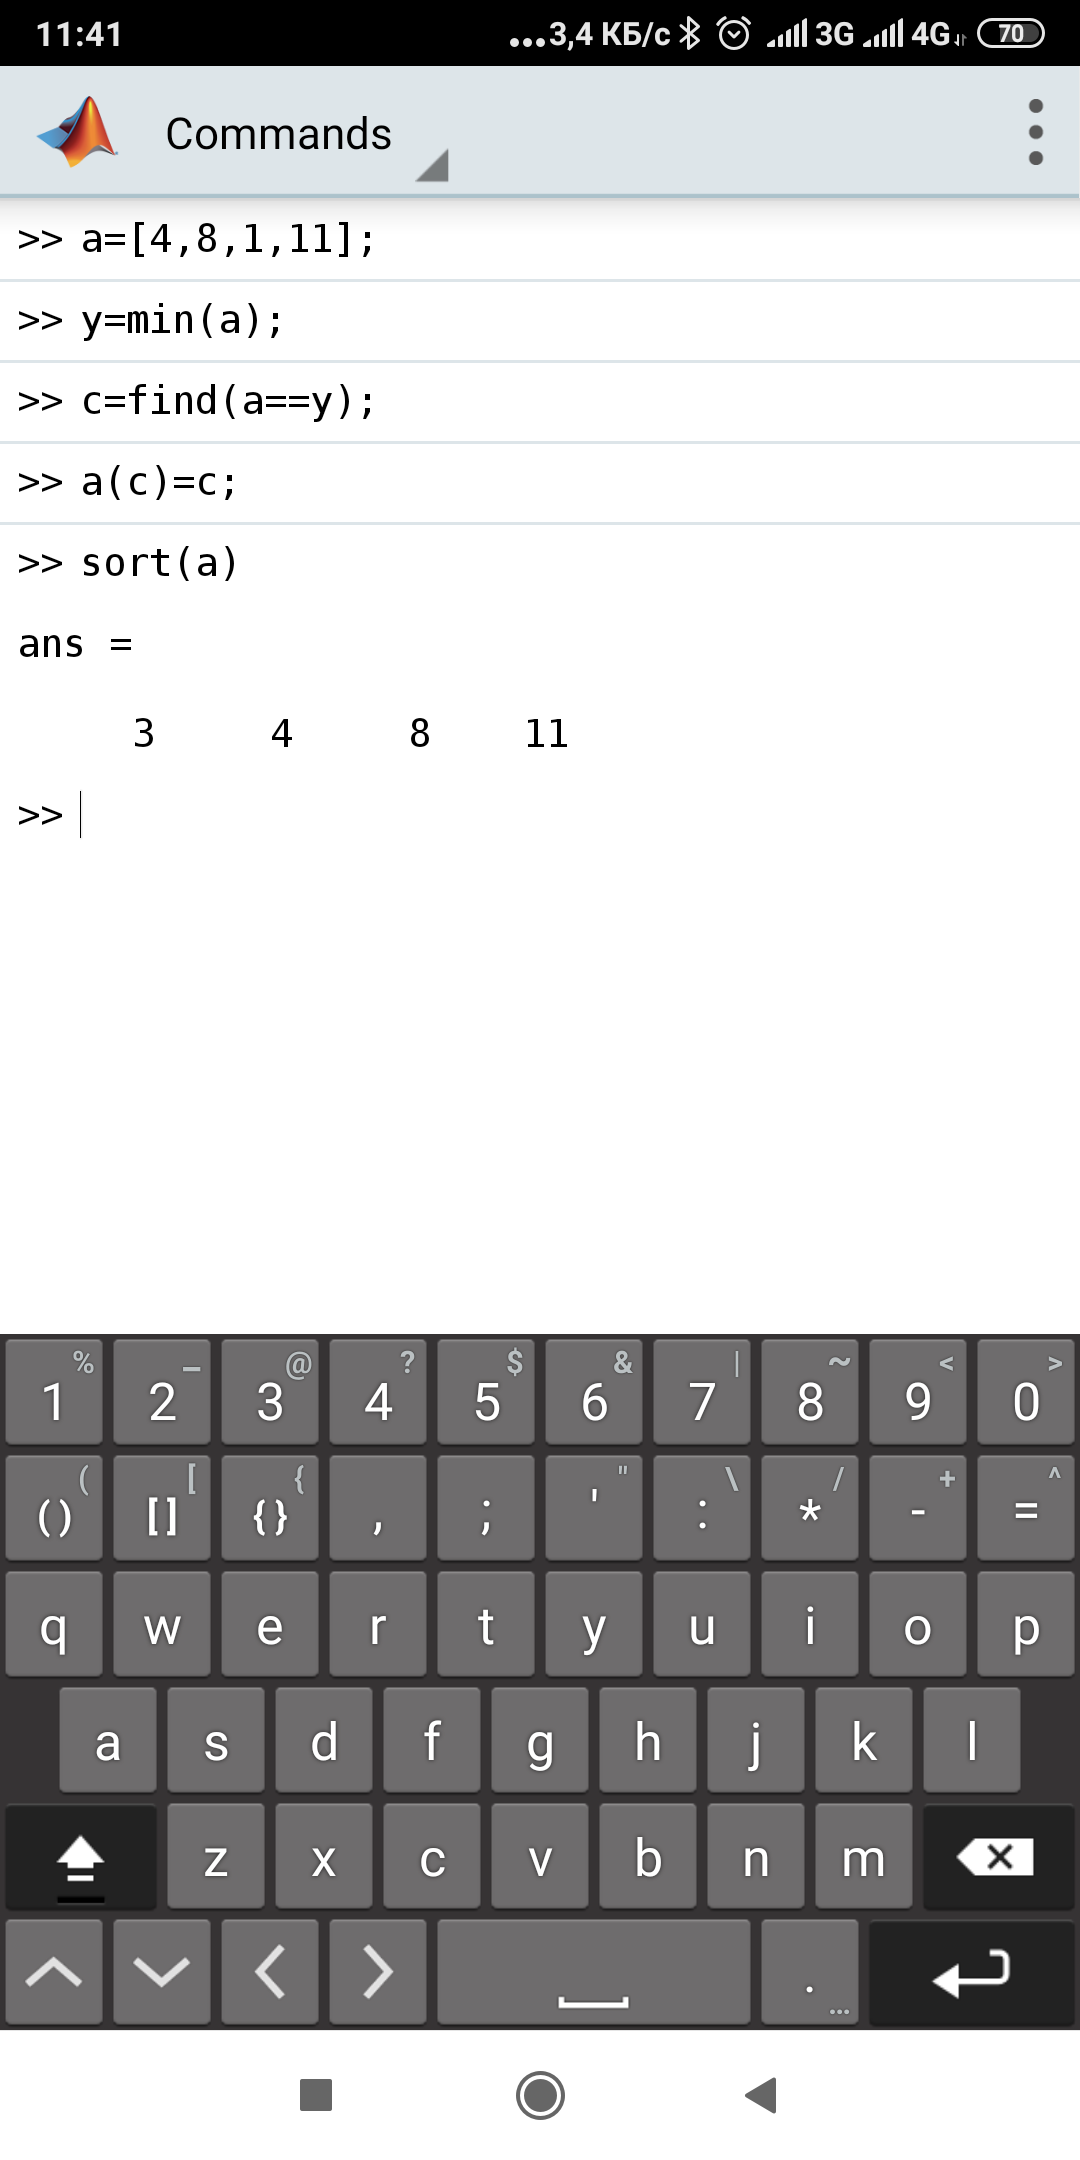 11:41 ...3,4 КБ/с 3G 4G 70
Commands
>> a=[4,8,1,11];
>> y=min(a);
>> c=find(a==y);
>> a(c)=c;
>> sort(a)
ans =
3 4 8 11
>>
% _ @ ? $ & | ~ < >
1 2 3 4 5 6 7 8 9 0
( [ { " \ / + ^
() [] {} , ; ' : * - =
q w e r t y u i o p
a s d f g h j k l
z x c v b n m
. ...